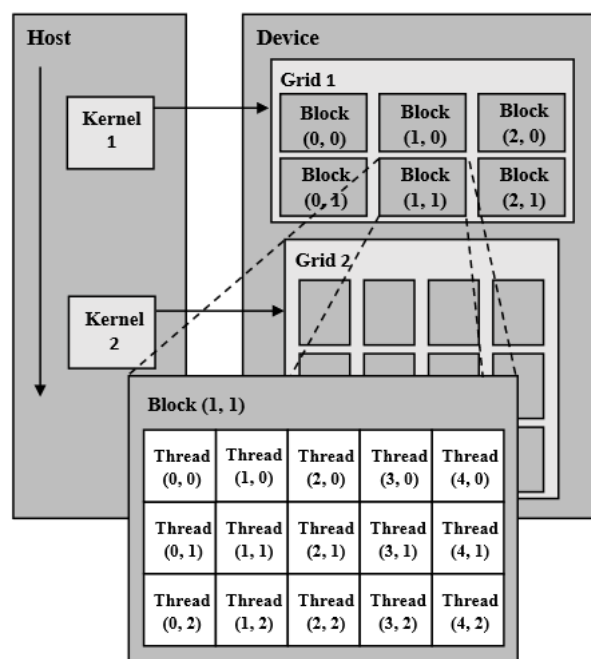 Host
Device
Grid 1
Kernel
1
Block
(0, 0)
Block
(1, 0)
Block
(2, 0)
Block
(0, 1)
Block
(1, 1)
Block
(2, 1)
Grid 2
Kernel
2
Block (1, 1)
Thread
(0, 0)
Thread
(1, 0)
Thread
(2, 0)
Thread
(3, 0)
Thread
(4, 0)
Thread
(0, 1)
Thread
(1, 1)
Thread
(2, 1)
Thread
(3, 1)
Thread
(4, 1)
Thread
(0, 2)
Thread
(1, 2)
Thread
(2, 2)
Thread
(3, 2)
Thread
(4, 2)